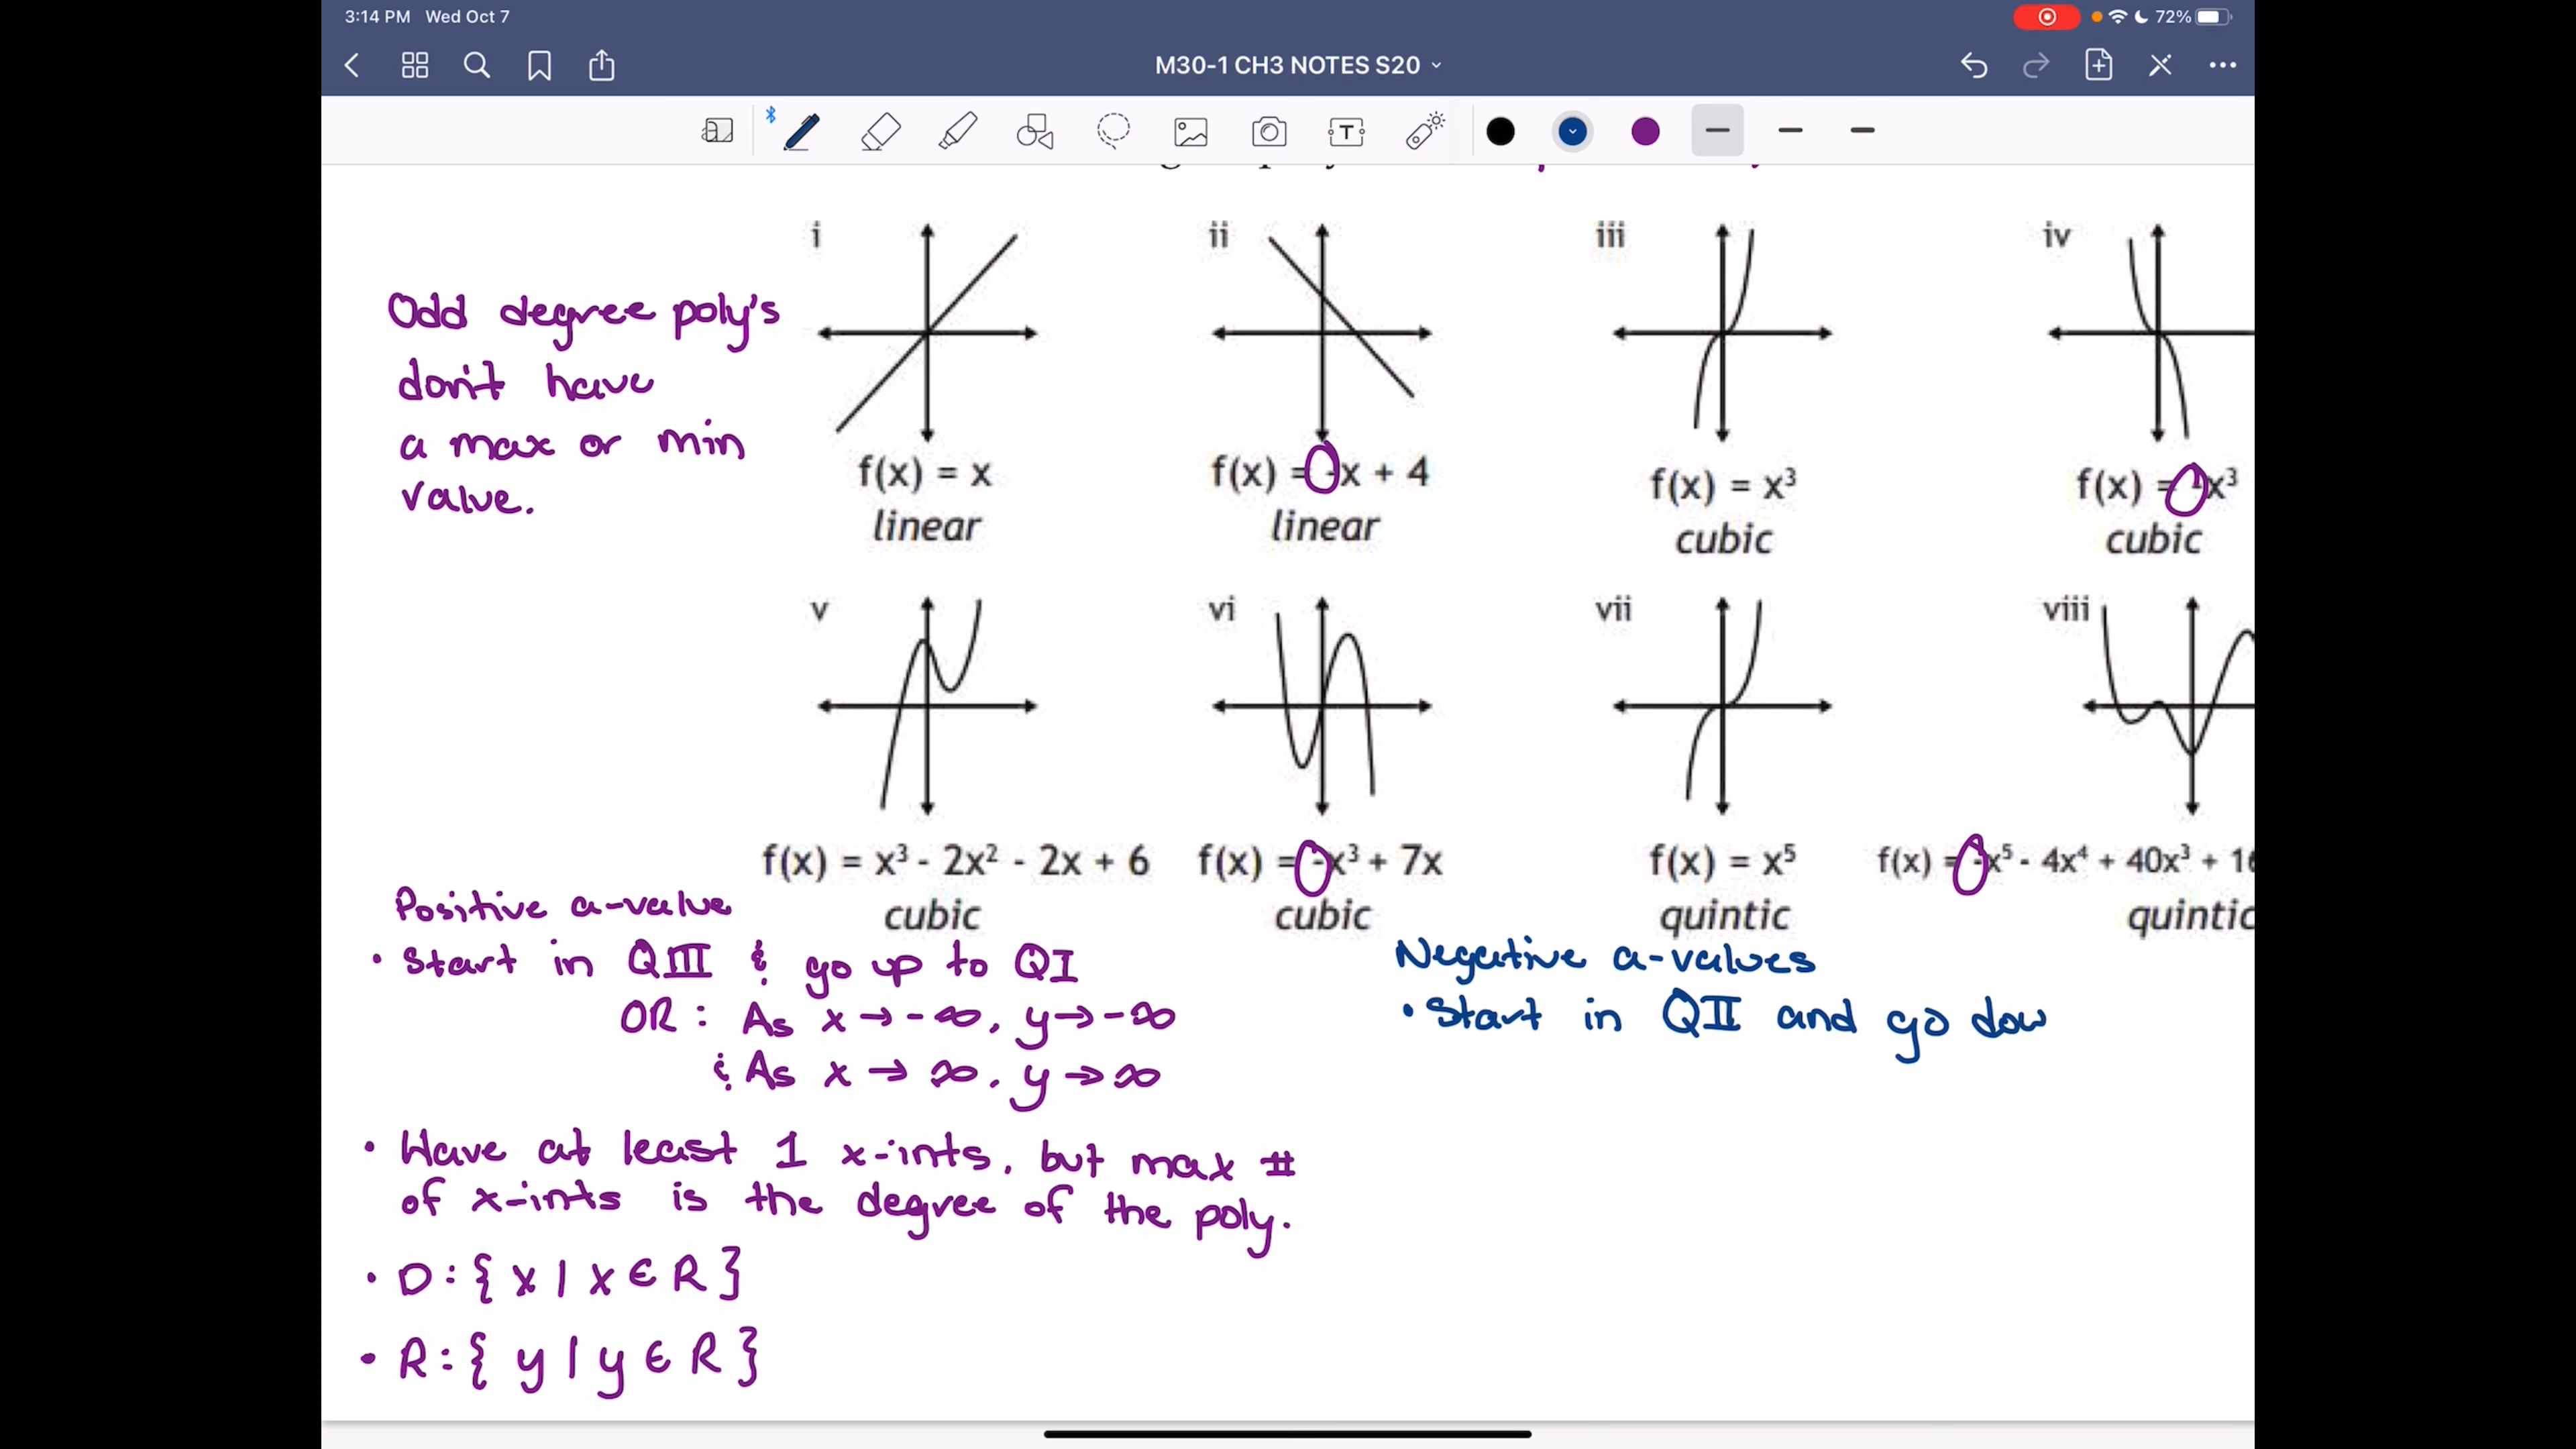 3:14 PM Wed Oct 7
72%
M30-1 CH3 NOTES S20
i
ii
iii
iv
Odd degree poly's
don't have
a max or min
value.
f(x) = x
linear
f(x) = -x + 4
linear
f(x) = x³
cubic
f(x) = -x³
cubic
v
vi
vii
viii
f(x) = x³ - 2x² - 2x + 6
cubic
f(x) = -x³ + 7x
cubic
f(x) = x⁵
quintic
f(x) = -x⁵ - 4x⁴ + 40x³ + 16
quintic
Positive a-value
• Start in QIII & go up to QI
OR: As x → -∞, y → -∞
& As x → ∞, y → ∞
• Have at least 1 x-ints, but max #
of x-ints is the degree of the poly.
• D: { x | x ∈ R }
• R: { y | y ∈ R }
Negative a-values
• Start in QII and go dow